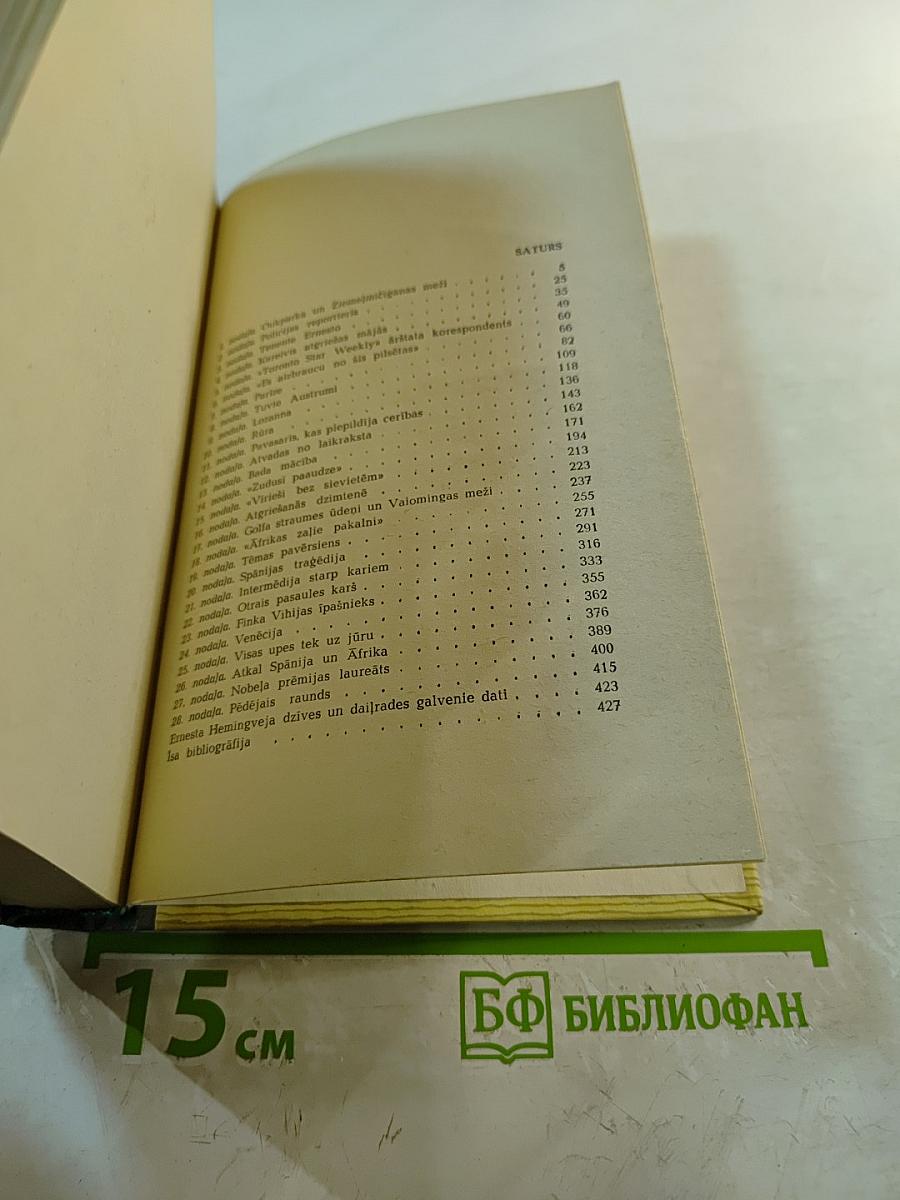 SATURS
1. nodaļa. Oukparka un Ziemeļmičiganas meži 5
2. nodaļa. Policijas reportieris 25
3. nodaļa. Tenente Ernesto 35
4. nodaļa. Kareivis atgriežas mājās 49
5. nodaļa. «Toronto Star Weekly» ārštata korespondents 60
6. nodaļa. «Es aizbraucu no šīs pilsētas» 66
7. nodaļa. Parīze 82
8. nodaļa. Tuvie Austrumi 109
9. nodaļa. Lozanna 118
10. nodaļa. Rūra 136
11. nodaļa. Pavasaris, kas piepildīja cerības 143
12. nodaļa. Atvadas no laikraksta 162
13. nodaļa. Bada mācība 171
14. nodaļa. «Zudusī paaudze» 194
15. nodaļa. «Vīrieši bez sievietēm» 213
16. nodaļa. Atgriešanās dzimtenē 223
17. nodaļa. Golfa straumes ūdeņi un Vaiomingas meži 237
18. nodaļa. «Āfrikas zaļie pakalni» 255
19. nodaļa. Tēmas pavērsiens 271
20. nodaļa. Spānijas traģēdija 291
21. nodaļa. Intermēdija starp kariem 316
22. nodaļa. Otrais pasaules karš 333
23. nodaļa. Finka Vihijas īpašnieks 355
24. nodaļa. Venēcija 362
25. nodaļa. Visas upes tek uz jūru 376
26. nodaļa. Atkal Spānija un Āfrika 389
27. nodaļa. Nobeļa prēmijas laureāts 400
28. nodaļa. Pēdējais raunds 415
Ernesta Hemingveja dzīves un daiļrades galvenie dati 423
Īsa bibliogrāfija 427
15 см
БФ БИБЛИОФАН